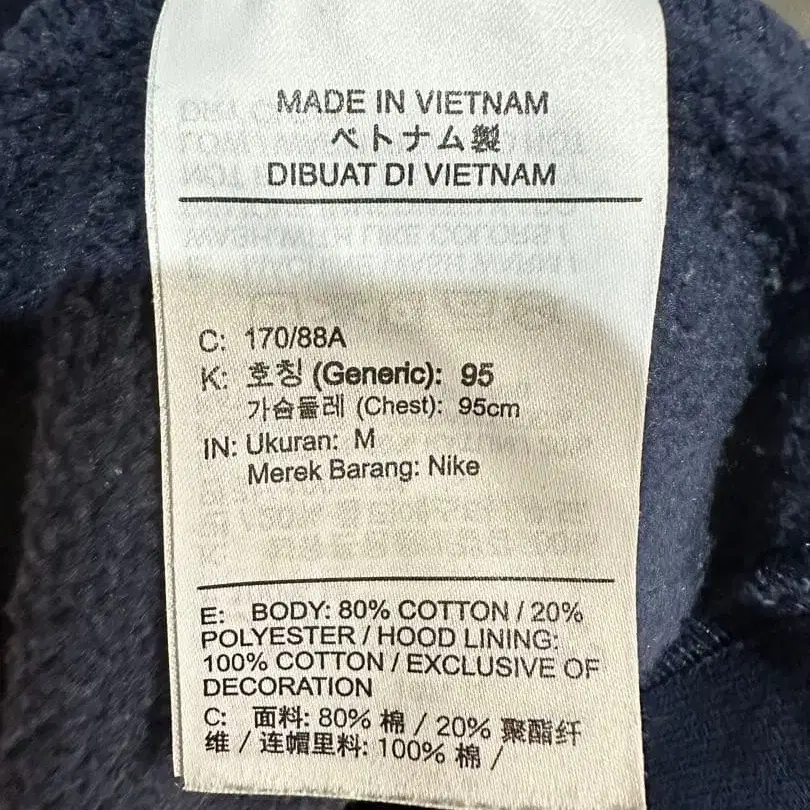 MADE IN VIETNAM
ベトナム製
DIBUAT DI VIETNAM
C: 170/88A
K: 호칭 (Generic): 95
가슴둘레 (Chest): 95cm
IN: Ukuran: M
Merek Barang: Nike
E: BODY: 80% COTTON / 20%
POLYESTER / HOOD LINING:
100% COTTON / EXCLUSIVE OF
DECORATION
C: 面料: 80% 棉 / 20% 聚酯纤
维 / 连帽里料: 100% 棉 /